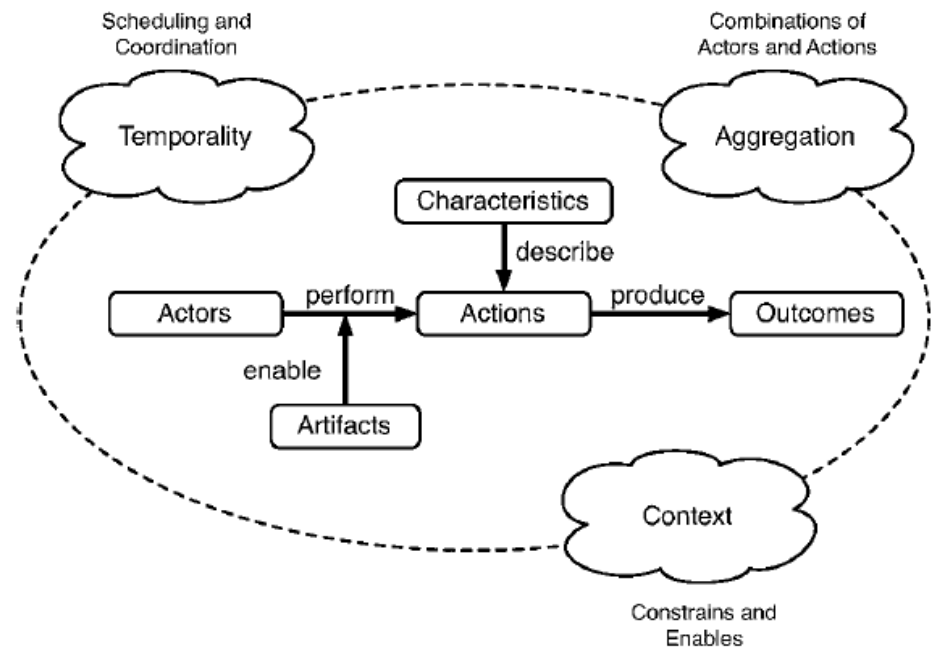 Scheduling and
Coordination
Combinations of
Actors and Actions
Temporality
Aggregation
Characteristics
describe
perform
produce
Actors
Actions
Outcomes
enable
Artifacts
Context
Constrains and
Enables